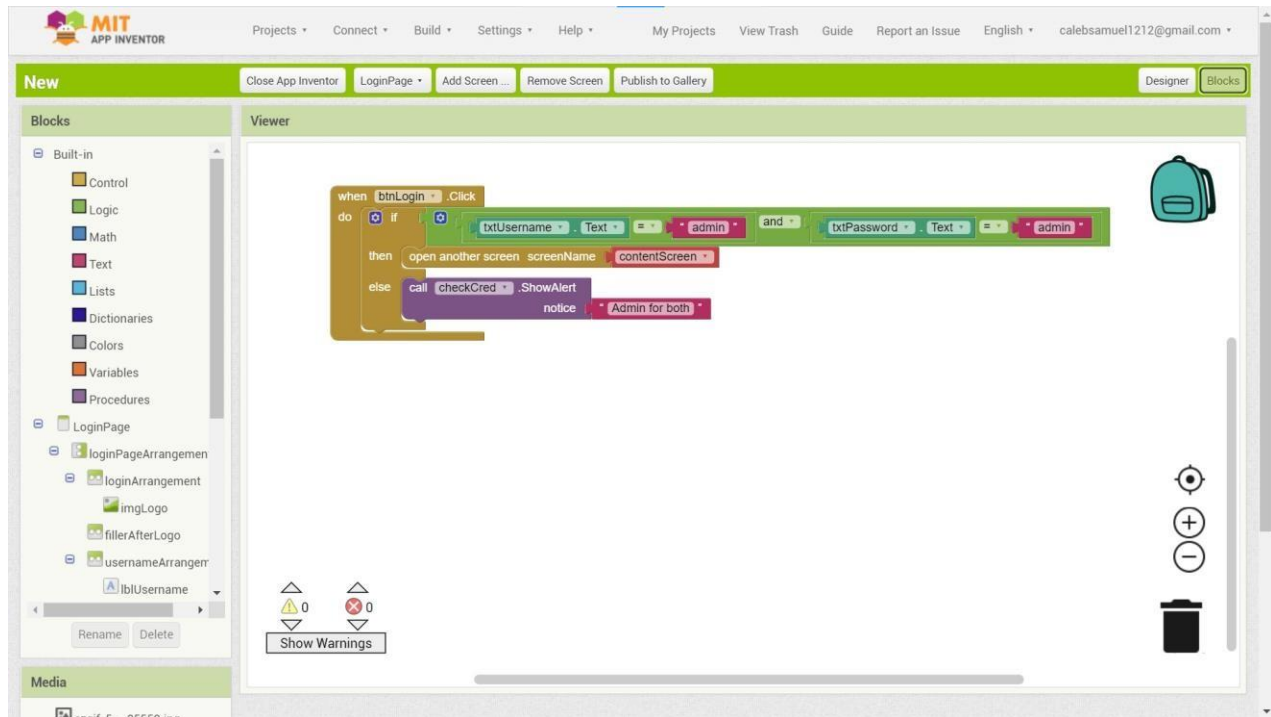 MIT
APP INVENTOR
Projects Connect Build Settings Help My Projects View Trash Guide Report an Issue English calebsamuel1212@gmail.com
New Close App Inventor LoginPage Add Screen ... Remove Screen Publish to Gallery Designer Blocks
Blocks Viewer
Built-in
Control
Logic
Math
Text
Lists
Dictionaries
Colors
Variables
Procedures
LoginPage
loginPageArrangemen
loginArrangement
imgLogo
fillerAfterLogo
usernameArrangem
lblUsername
Rename Delete
Media
when btnLogin .Click
do if txtUsername . Text = " admin " and txtPassword . Text = " admin "
then open another screen screenName contentScreen
else call checkCred .ShowAlert
notice " Admin for both "
0 0
Show Warnings